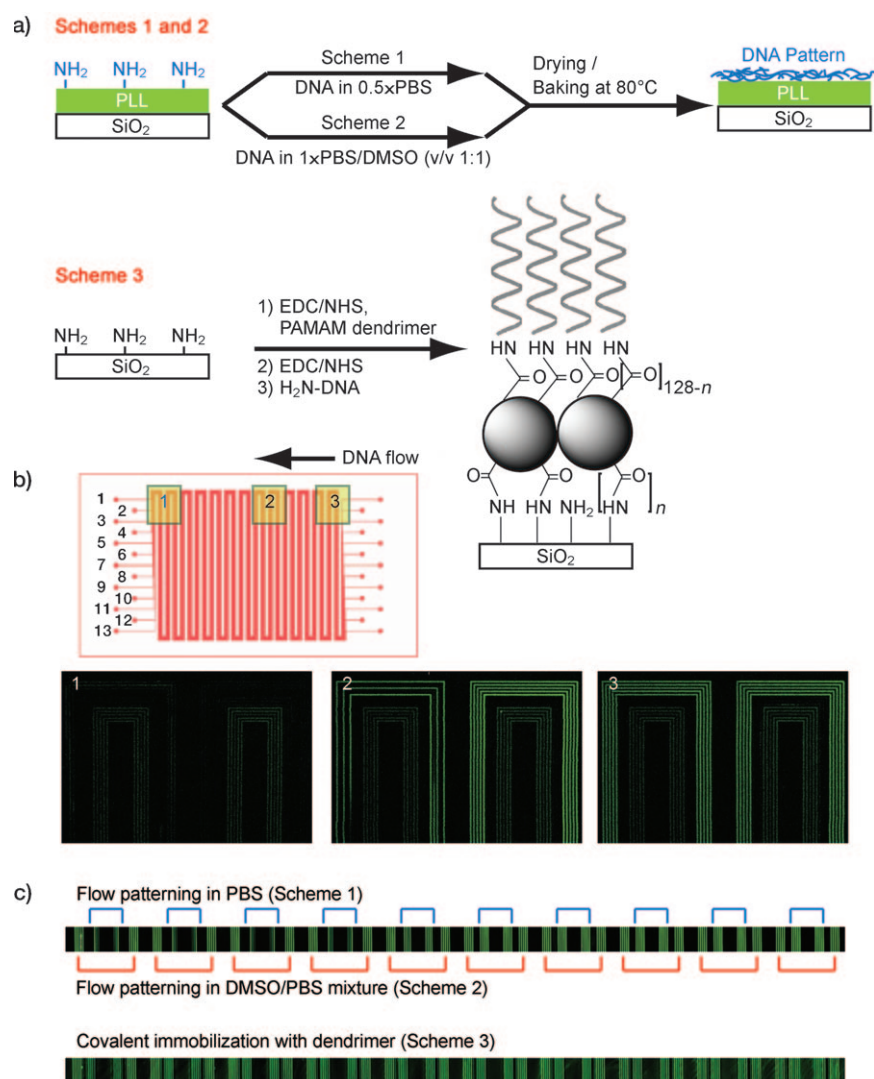 a)
Schemes 1 and 2
NH2 NH2 NH2
PLL
SiO2
Scheme 1
DNA in 0.5xPBS
Scheme 2
DNA in 1xPBS/DMSO (v/v 1:1)
Drying /
Baking at 80°C
DNA Pattern
PLL
SiO2
Scheme 3
NH2 NH2 NH2
SiO2
1) EDC/NHS,
PAMAM dendrimer
2) EDC/NHS
3) H2N-DNA
HN HN HN HN
O O O O
128-n
O O O
NH HN NH2 HN
n
SiO2
b)
DNA flow
1 2 3
1
2
3
4
5
6
7
8
9
10
11
12
13
1
2
3
c)
Flow patterning in PBS (Scheme 1)
Flow patterning in DMSO/PBS mixture (Scheme 2)
Covalent immobilization with dendrimer (Scheme 3)